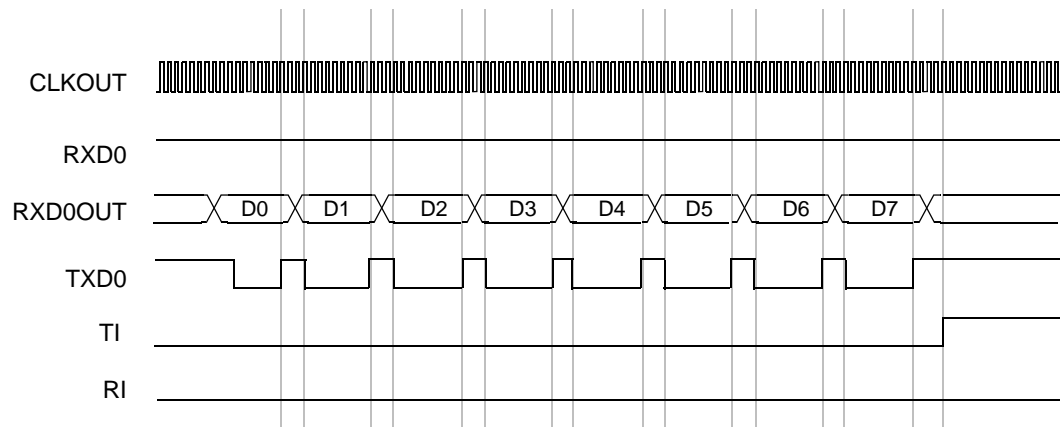 CLKOUT
RXD0
RXD0OUT
D0 D1 D2 D3 D4 D5 D6 D7
TXD0
TI
RI